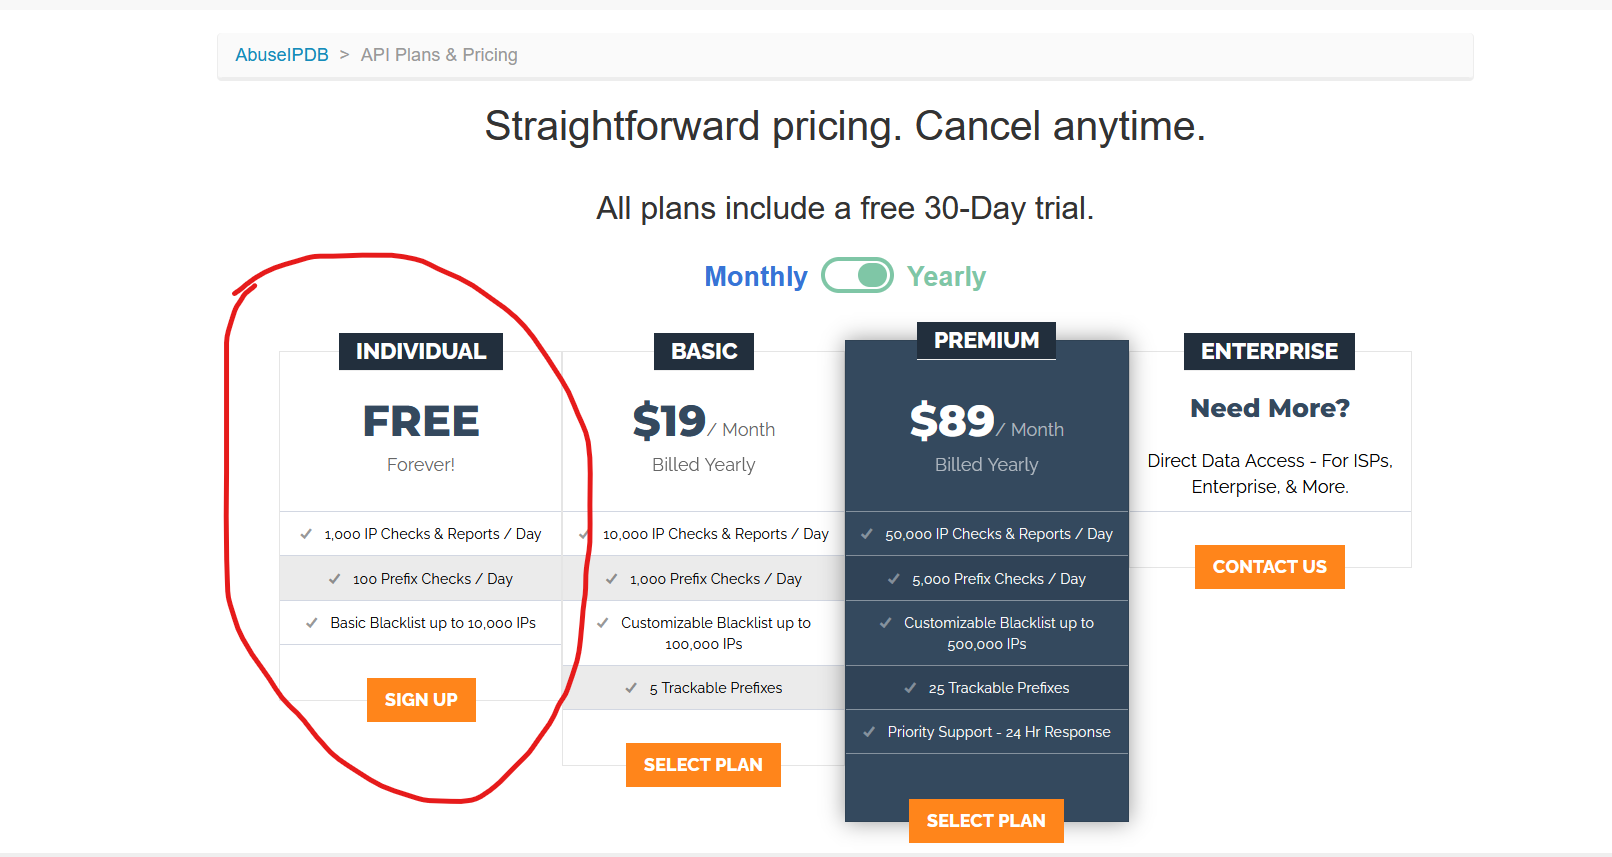 AbuseIPDB > API Plans & Pricing
Straightforward pricing. Cancel anytime.
All plans include a free 30-Day trial.
Monthly Yearly
INDIVIDUAL
FREE
Forever!
1,000 IP Checks & Reports / Day
100 Prefix Checks / Day
Basic Blacklist up to 10,000 IPs
SIGN UP
BASIC
$19/ Month
Billed Yearly
10,000 IP Checks & Reports / Day
1,000 Prefix Checks / Day
Customizable Blacklist up to
100,000 IPs
5 Trackable Prefixes
SELECT PLAN
PREMIUM
$89/ Month
Billed Yearly
50,000 IP Checks & Reports / Day
5,000 Prefix Checks / Day
Customizable Blacklist up to
500,000 IPs
25 Trackable Prefixes
Priority Support - 24 Hr Response
SELECT PLAN
ENTERPRISE
Need More?
Direct Data Access - For ISPs,
Enterprise, & More.
CONTACT US